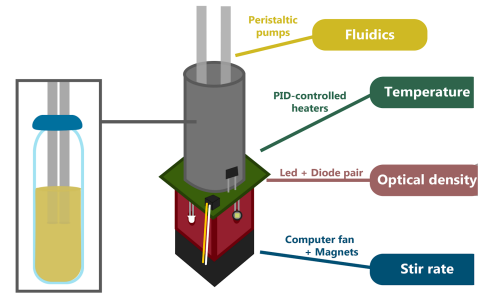 Peristaltic
pumps
Fluidics
PID-controlled
heaters
Temperature
Led + Diode pair
Optical density
Computer fan
+ Magnets
Stir rate